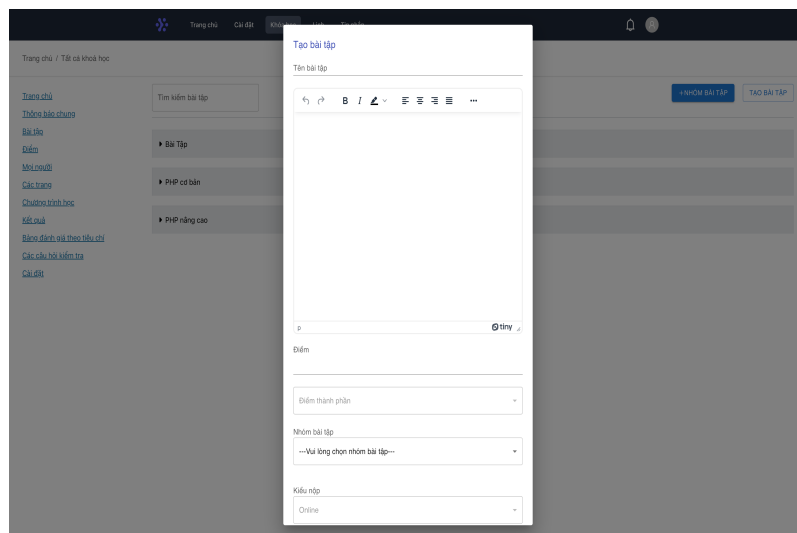 Trang chủ Cài đặt
Trang chủ / Tất cả khoá học
Trang chủ
Thông báo chung
Bài tập
Điểm
Mọi người
Các trang
Chương trình học
Kết quả
Bảng đánh giá theo tiêu chí
Các câu hỏi kiểm tra
Cài đặt
Tìm kiếm bài tập
+NHÓM BÀI TẬP TẠO BÀI TẬP
Bài Tập
PHP cơ bản
PHP nâng cao
Tạo bài tập
Tên bài tập
B I
p tiny
Điểm
Điểm thành phần
Nhóm bài tập
---Vui lòng chọn nhóm bài tập---
Kiểu nộp
Online